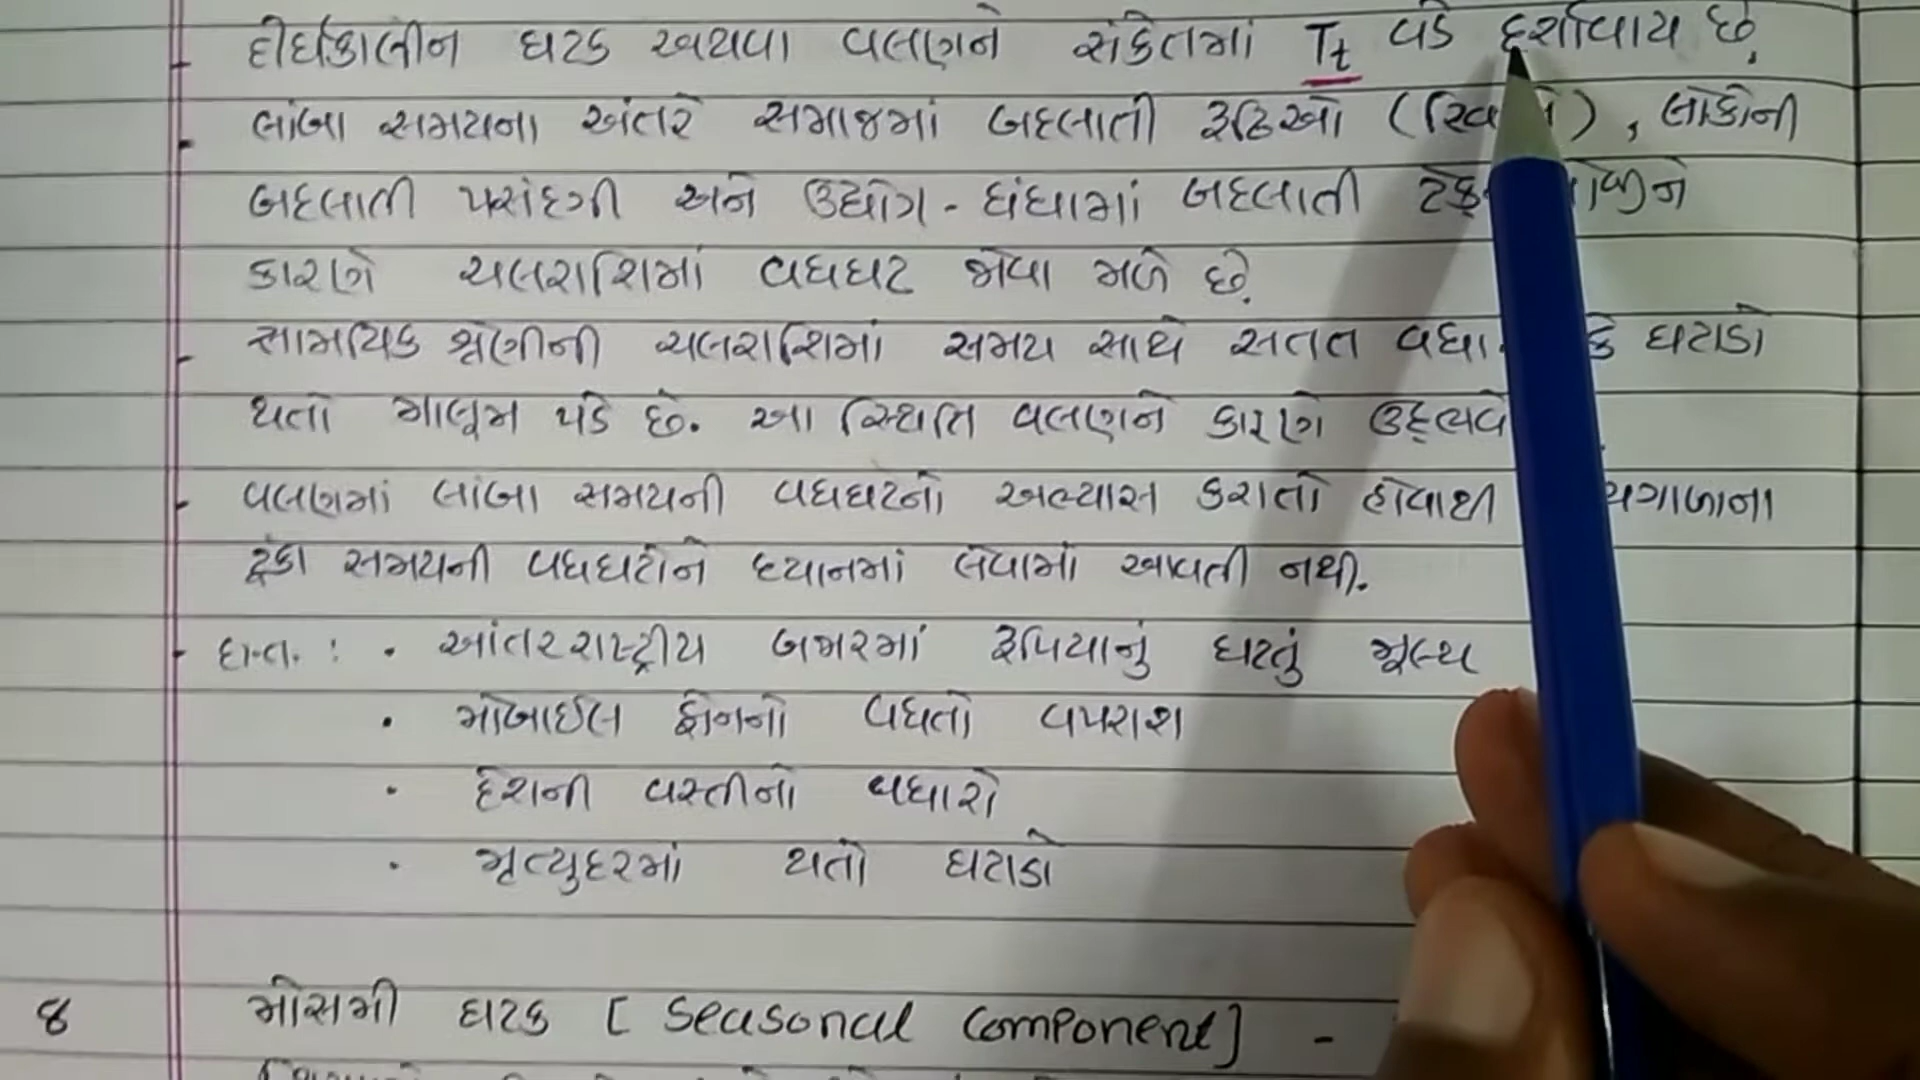 દીર્ઘકાલીન ઘટક અથવા વલણને સંકેતમાં Tt વડે દર્શાવાય છે.
લાંબા સમયના અંતરે સમાજમાં બદલાતી રૂઢિઓ ( ), લોકોની
બદલાતી પસંદગી અને ઉદ્યોગ - ધંધામાં બદલાતી
કારણે ચલરાશિમાં વધઘટ જોવા મળે છે.
સામયિક શ્રેણીની ચલરાશિમાં સમય સાથે સતત કે ઘટાડો
થતો માલૂમ પડે છે. આ સ્થિતિ વલણને કારણે ઉદ્ભવે
વલણમાં લાંબા સમયની વધઘટનો અભ્યાસ કરાતો હોવાથી
ટૂંકા સમયની વધઘટોને ધ્યાનમાં લેવામાં આવતી નથી.
દા.ત. : • આંતરરાષ્ટ્રીય બજારમાં રૂપિયાનું ઘટતું મૂલ્ય
• મોબાઈલ ફોનનો વધતો વપરાશ
• દેશની વસ્તીનો વધારો
• મૃત્યુદરમાં થતો ઘટાડો
૪ મોસમી ઘટક [ Seasonal Component ] -